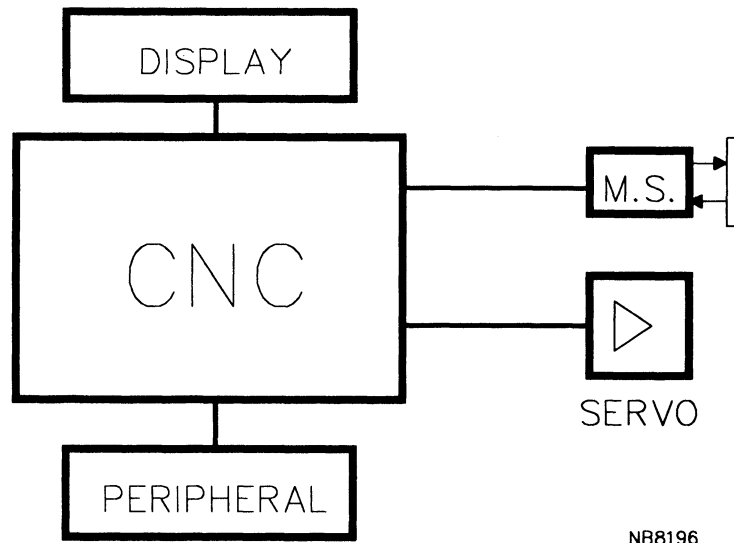 DISPLAY
M.S.
CNC
SERVO
PERIPHERAL
NB8196